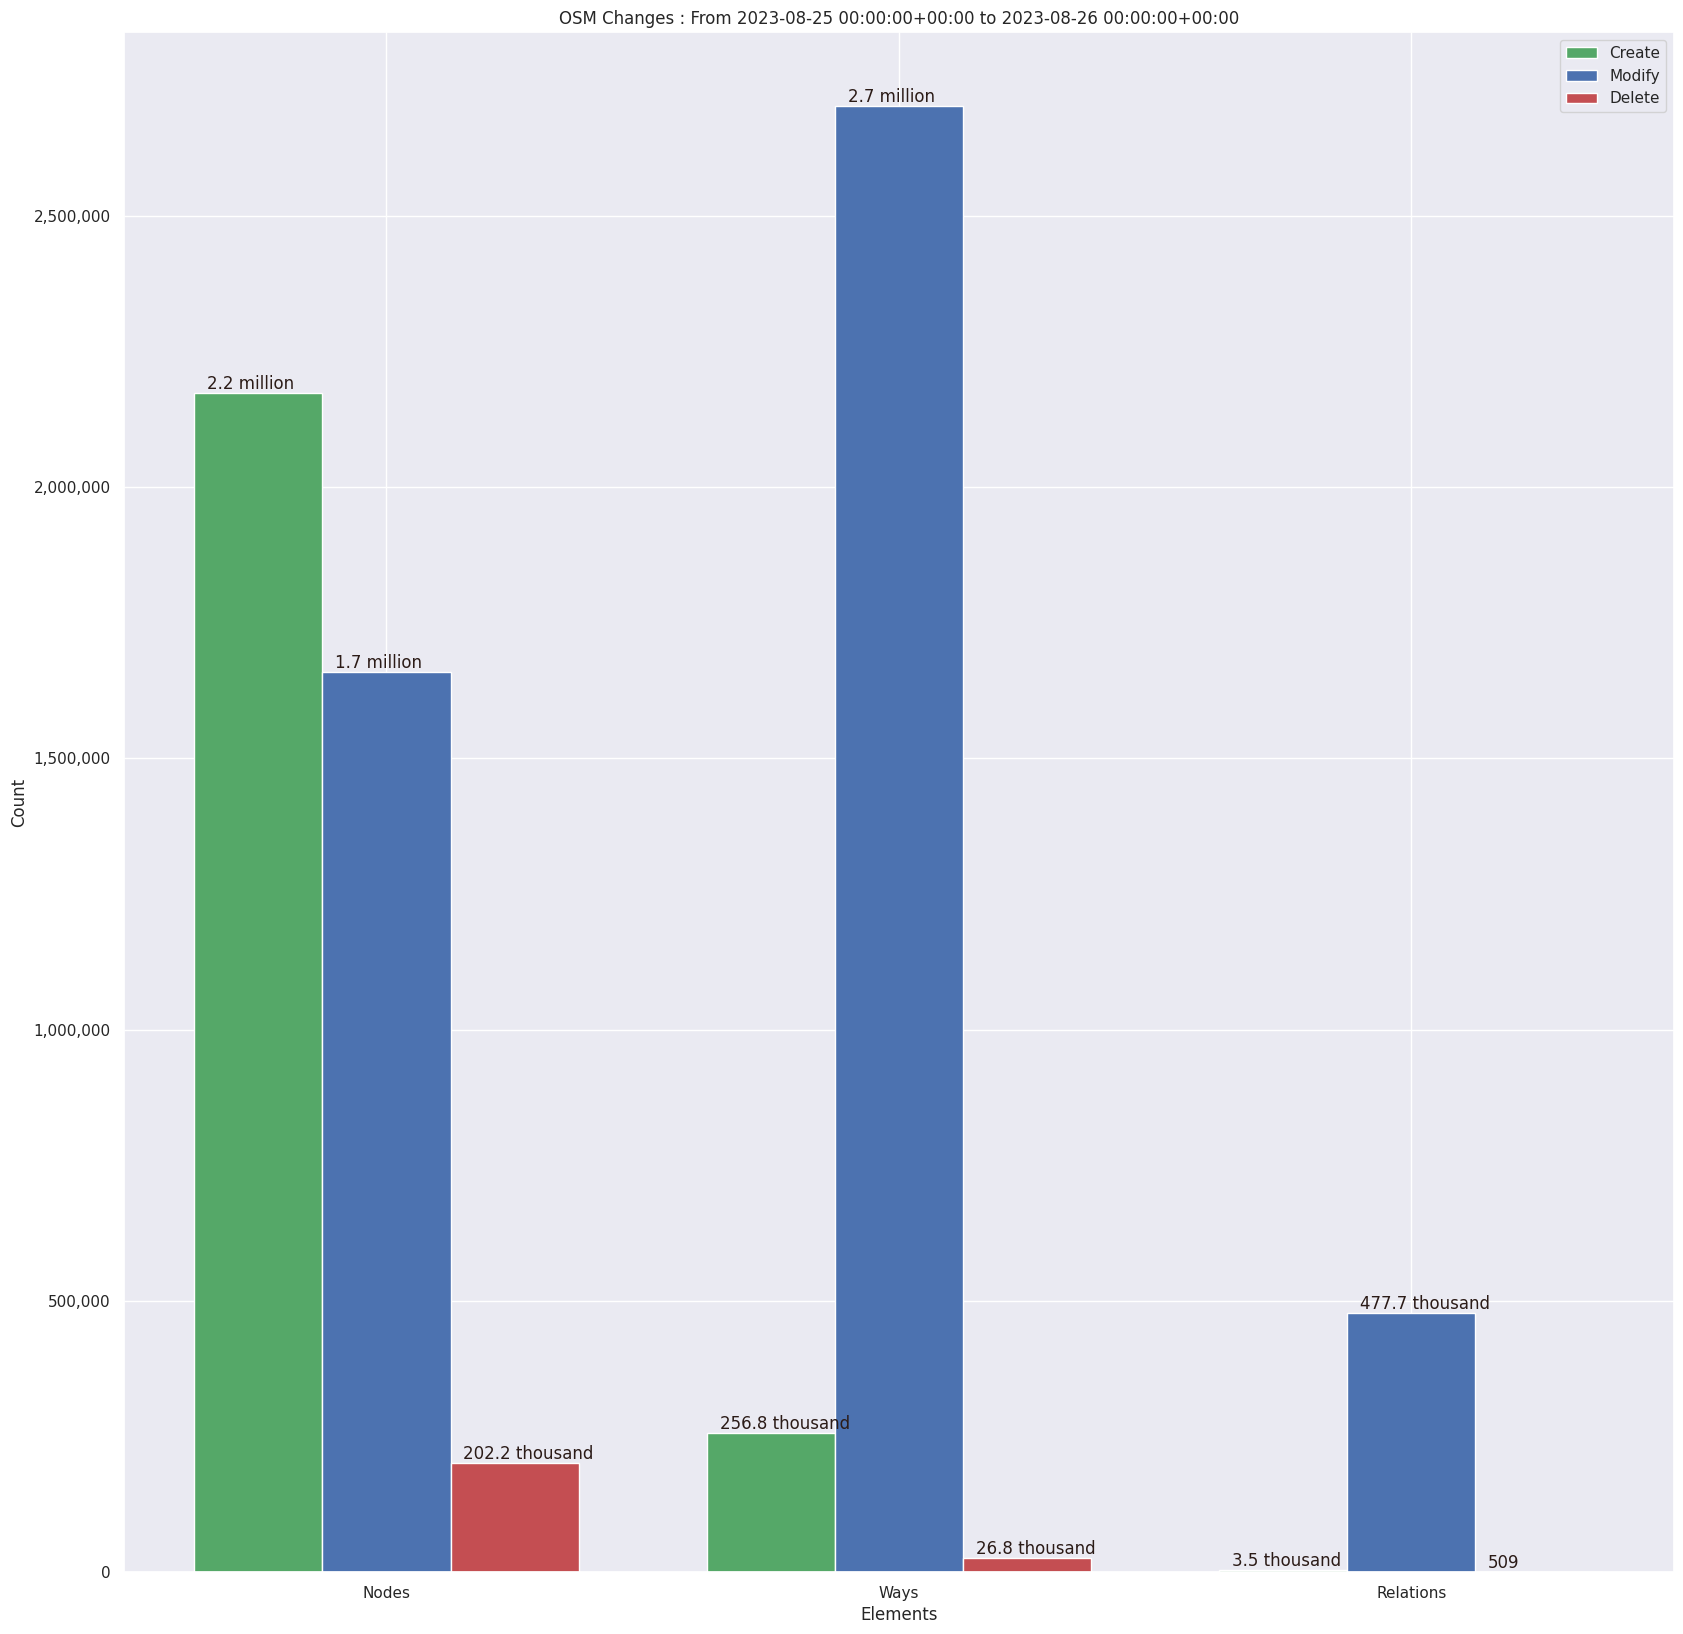 OSM Changes : From 2023-08-25 00:00:00+00:00 to 2023-08-26 00:00:00+00:00
Create
Modify
Delete
2.7 million
2,500,000
2.2 million
2,000,000
1.7 million
1,500,000
Count
1,000,000
500,000
477.7 thousand
256.8 thousand
202.2 thousand
26.8 thousand
3.5 thousand
509
0
Nodes
Ways
Relations
Elements